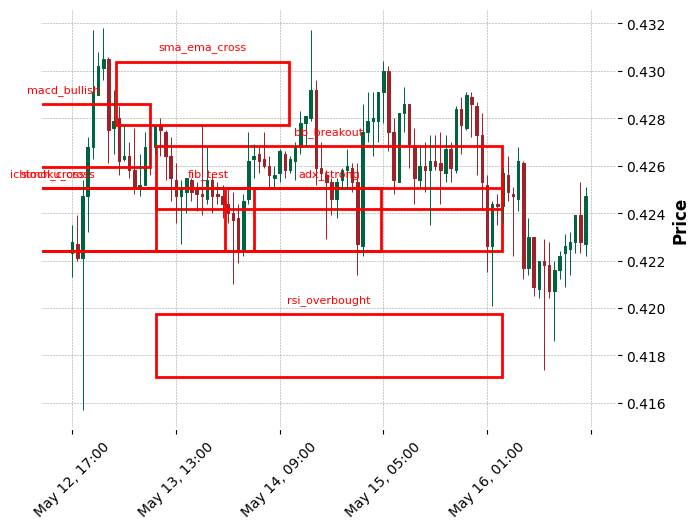 sma_ema_cross
macd_bullish
bb_breakout
fib_test
adx_strong
rsi_overbought
0.432
0.430
0.428
0.426
0.424
0.422
0.420
0.418
0.416
Price
May 12, 17:00
May 13, 13:00
May 14, 09:00
May 15, 05:00
May 16, 01:00